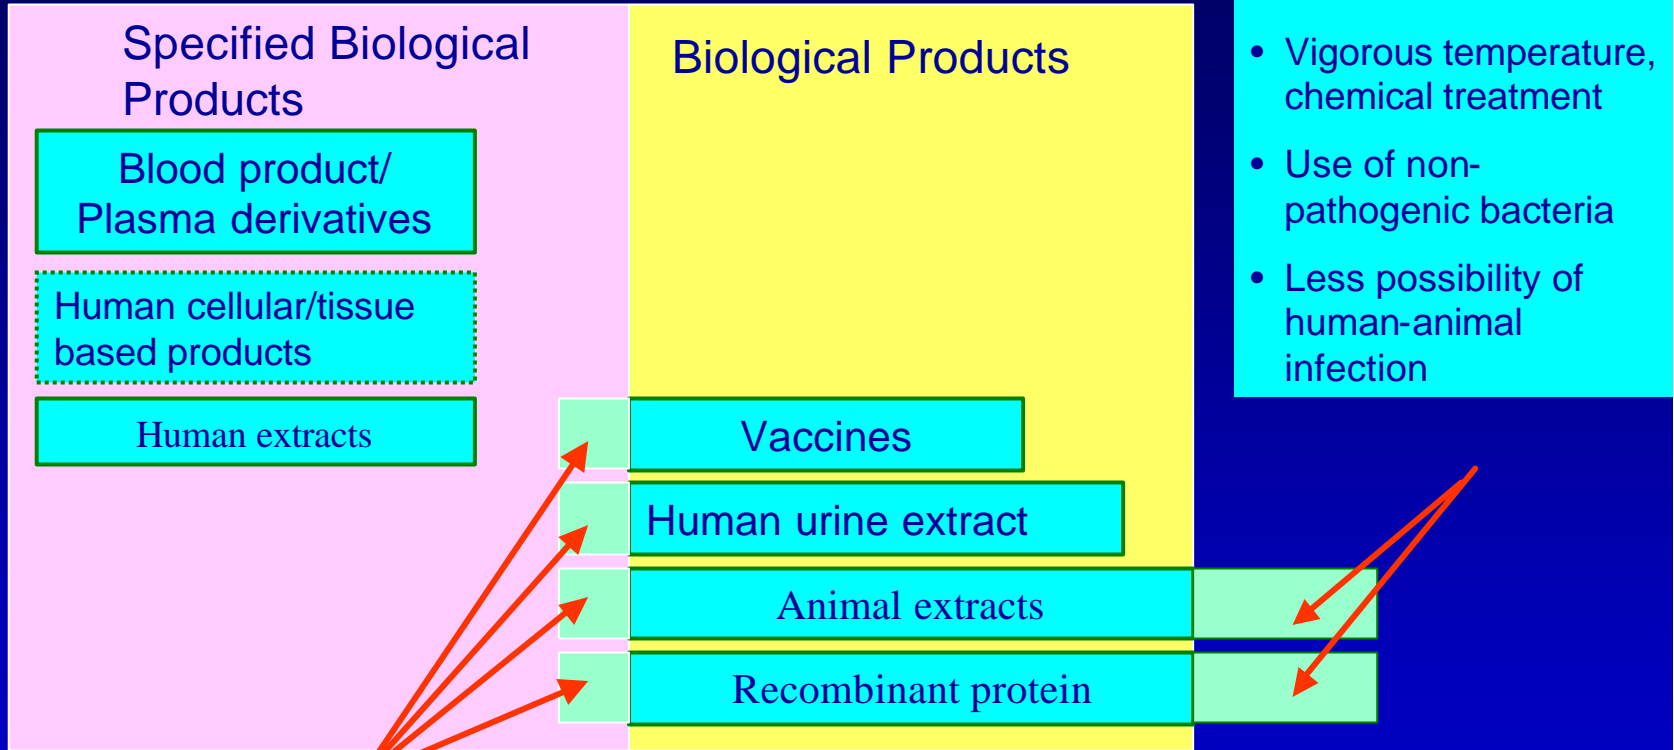 Specified Biological
Products
Blood product/
Plasma derivatives
Human cellular/tissue
based products
Human extracts
Biological Products
Vaccines
Human urine extract
Animal extracts
Recombinant protein
• Vigorous temperature,
chemical treatment
• Use of non-
pathogenic bacteria
• Less possibility of
human-animal
infection